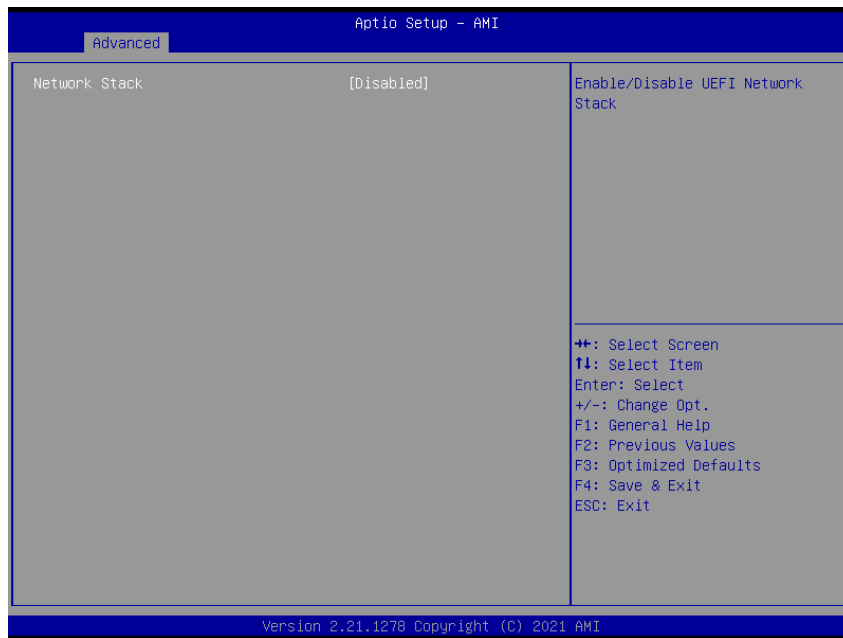 Aptio Setup - AMI
Advanced
Network Stack [Disabled]
Enable/Disable UEFI Network
Stack
→←: Select Screen
↑↓: Select Item
Enter: Select
+/-: Change Opt.
F1: General Help
F2: Previous Values
F3: Optimized Defaults
F4: Save & Exit
ESC: Exit
Version 2.21.1278 Copyright (C) 2021 AMI